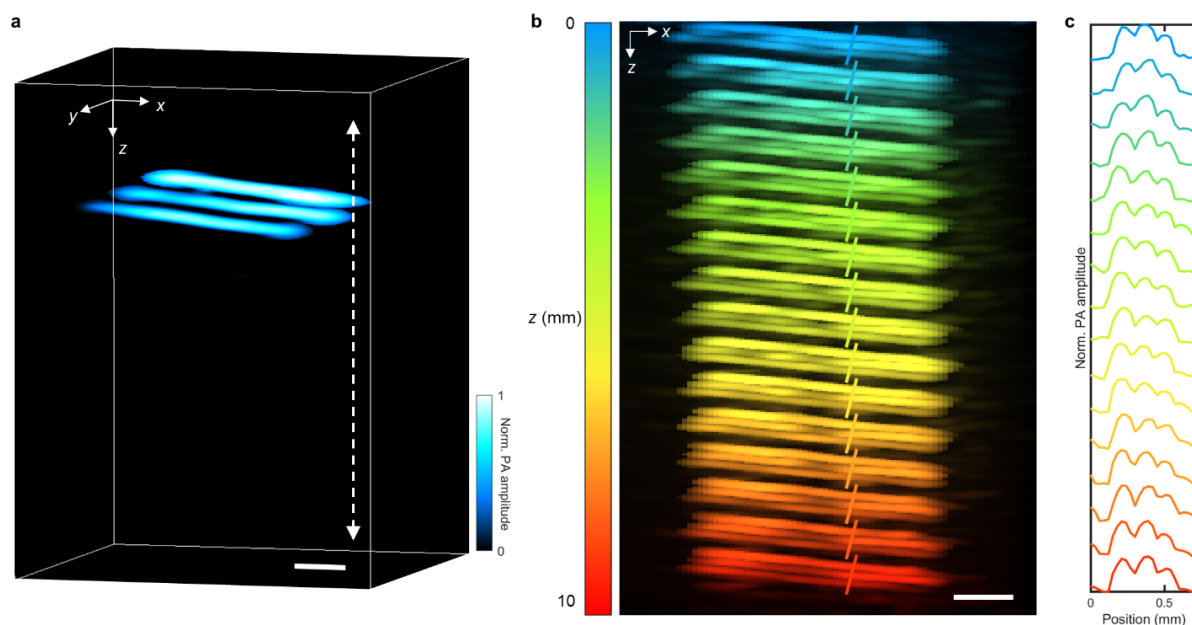 a
y
x
z
1
Norm. PA amplitude
0
b
0
z (mm)
10
x
z
c
Norm. PA amplitude
0
0.5
Position (mm)